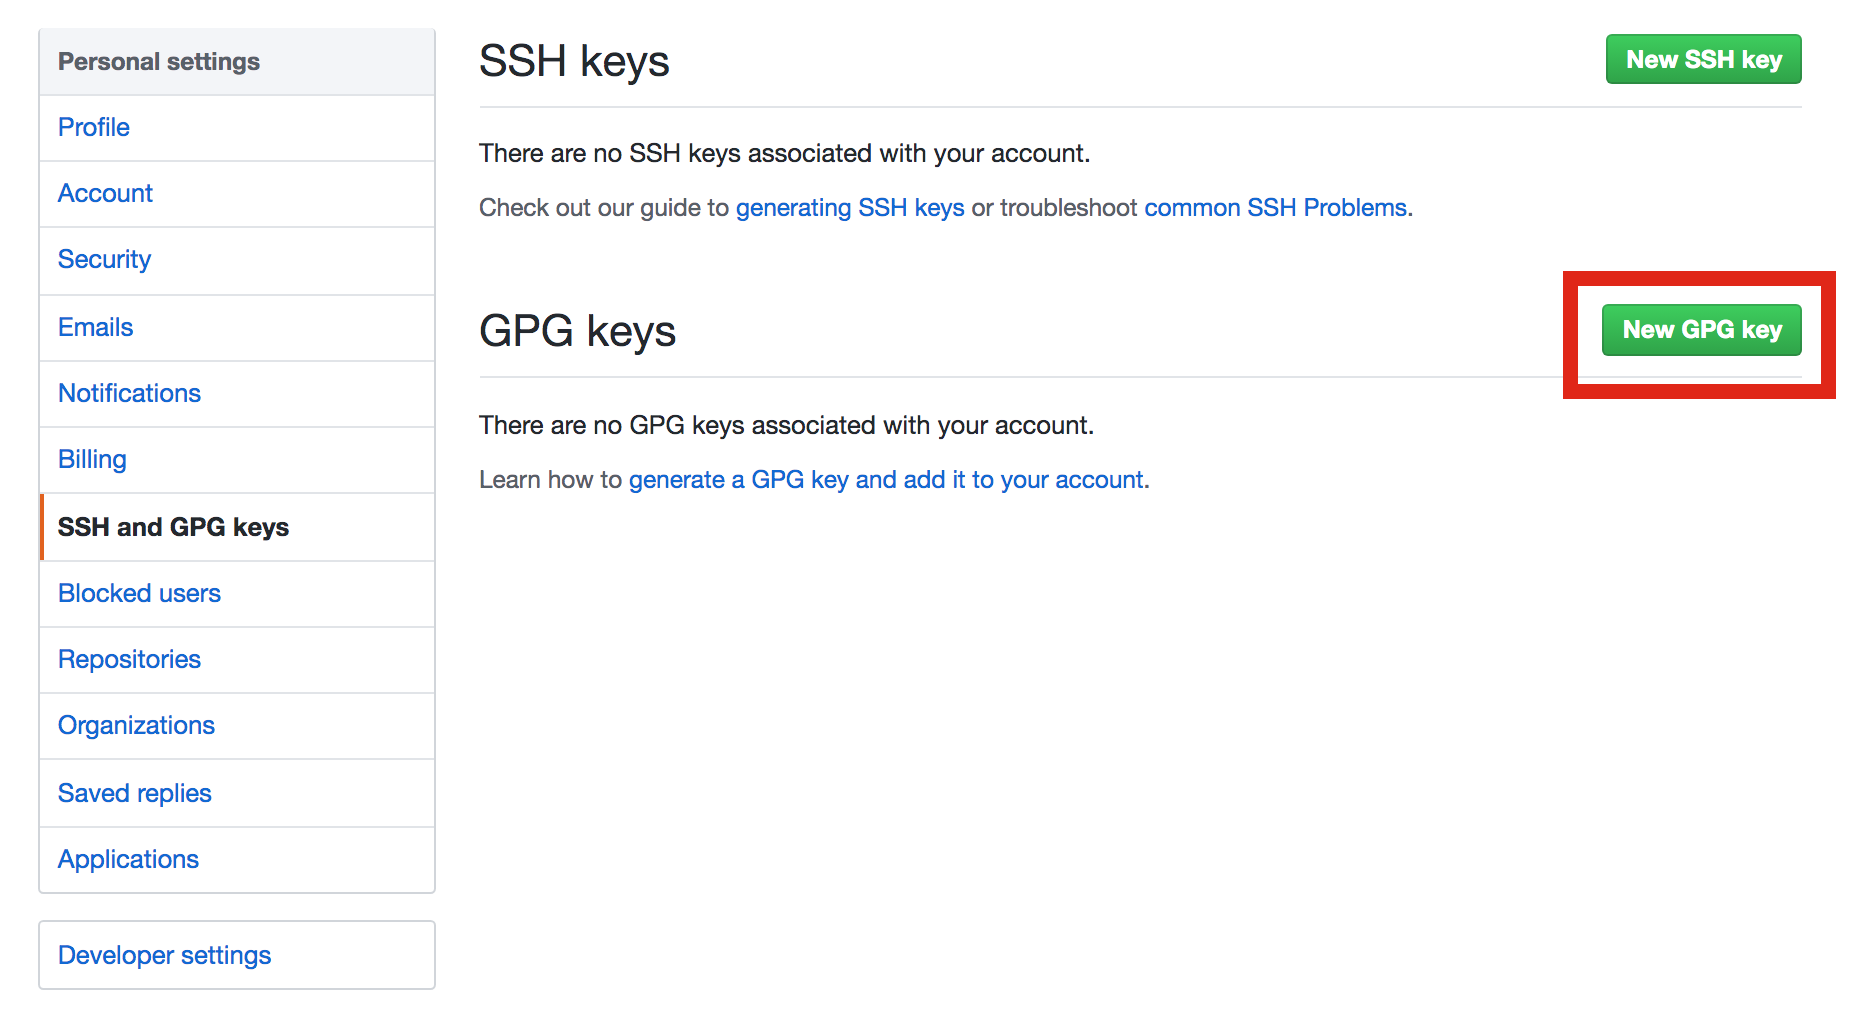 Personal settings
Profile
Account
Security
Emails
Notifications
Billing
SSH and GPG keys
Blocked users
Repositories
Organizations
Saved replies
Applications
Developer settings
SSH keys
New SSH key
There are no SSH keys associated with your account.
Check out our guide to generating SSH keys or troubleshoot common SSH Problems.
GPG keys
New GPG key
There are no GPG keys associated with your account.
Learn how to generate a GPG key and add it to your account.